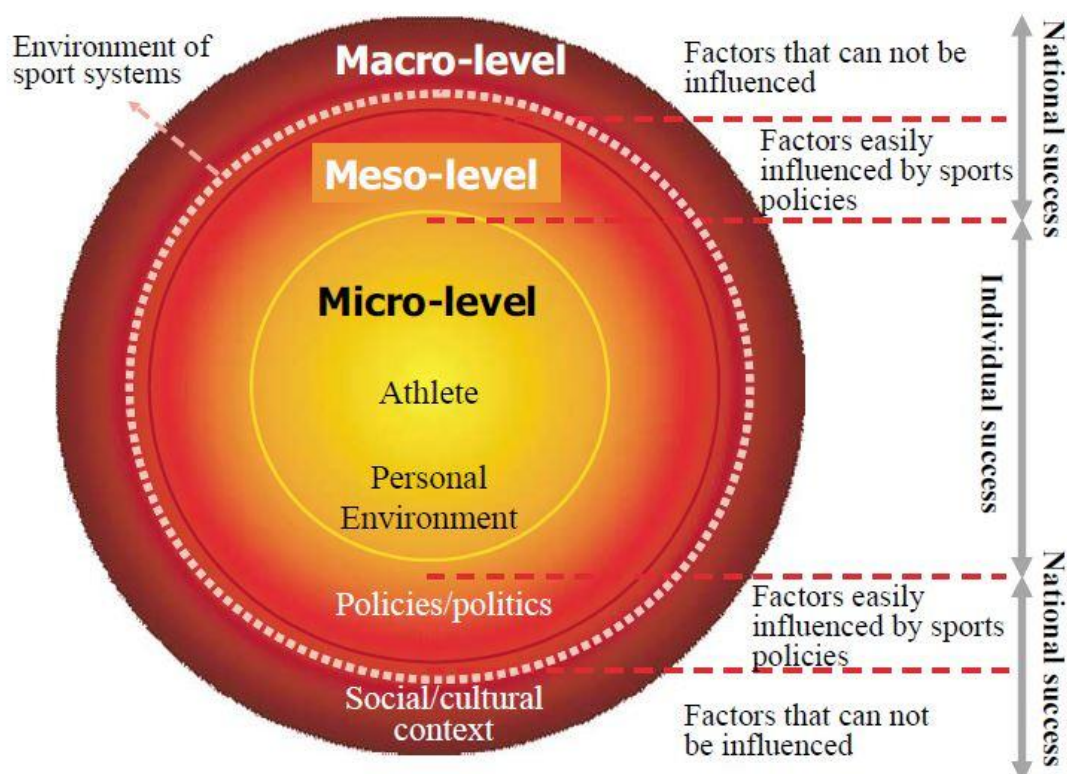 Environment of
sport systems
Macro-level
Factors that can not be
influenced
National success
Meso-level
Factors easily
influenced by sports
policies
Micro-level
Athlete
Personal
Environment
Individual success
Policies/politics
Factors easily
influenced by sports
policies
Social/cultural
context
Factors that can not
be influenced
National success